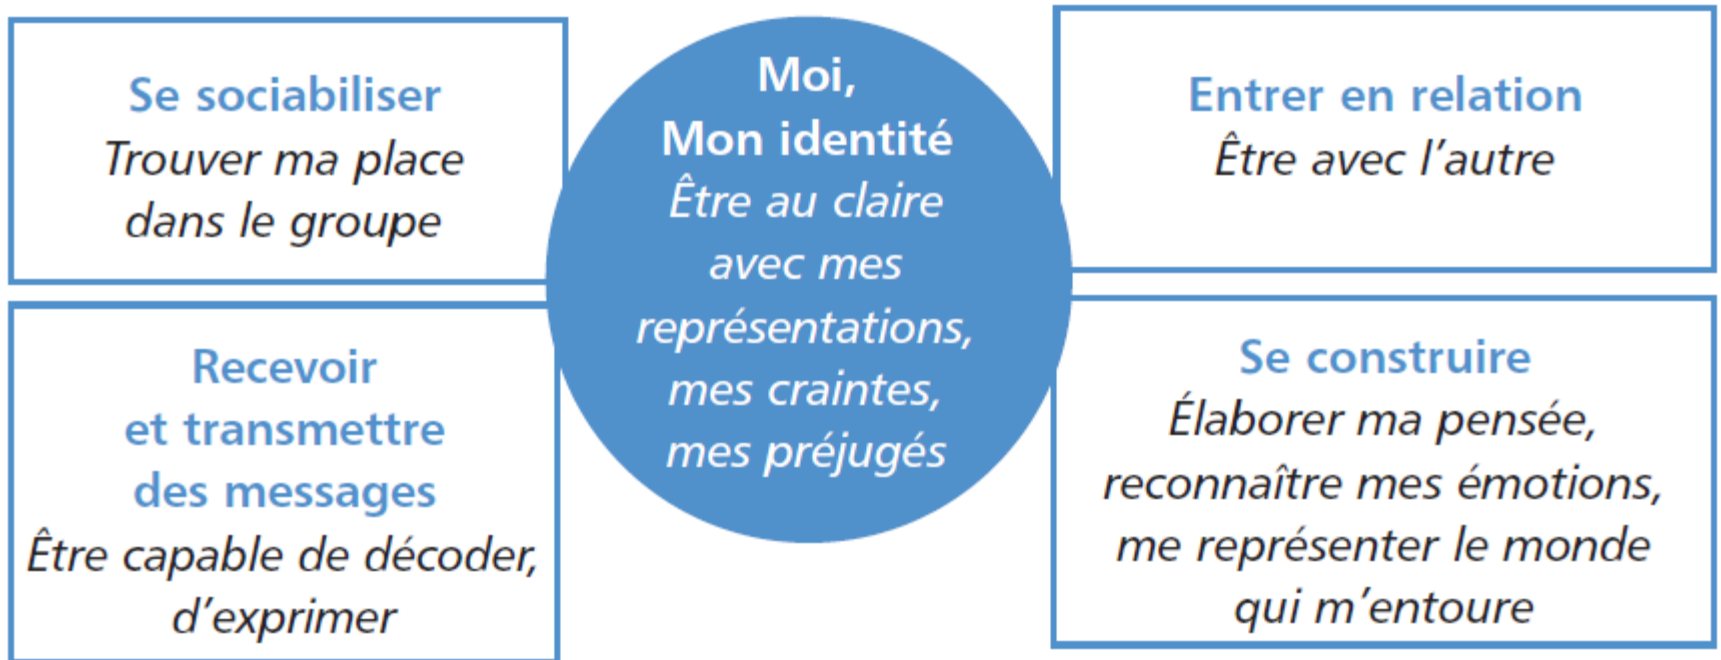 Se sociabiliser
Trouver ma place
dans le groupe
Moi,
Mon identité
Être au claire
avec mes
représentations,
mes craintes,
mes préjugés
Entrer en relation
Être avec l’autre
Recevoir
et transmettre
des messages
Être capable de décoder,
d’exprimer
Se construire
Élaborer ma pensée,
reconnaître mes émotions,
me représenter le monde
qui m’entoure